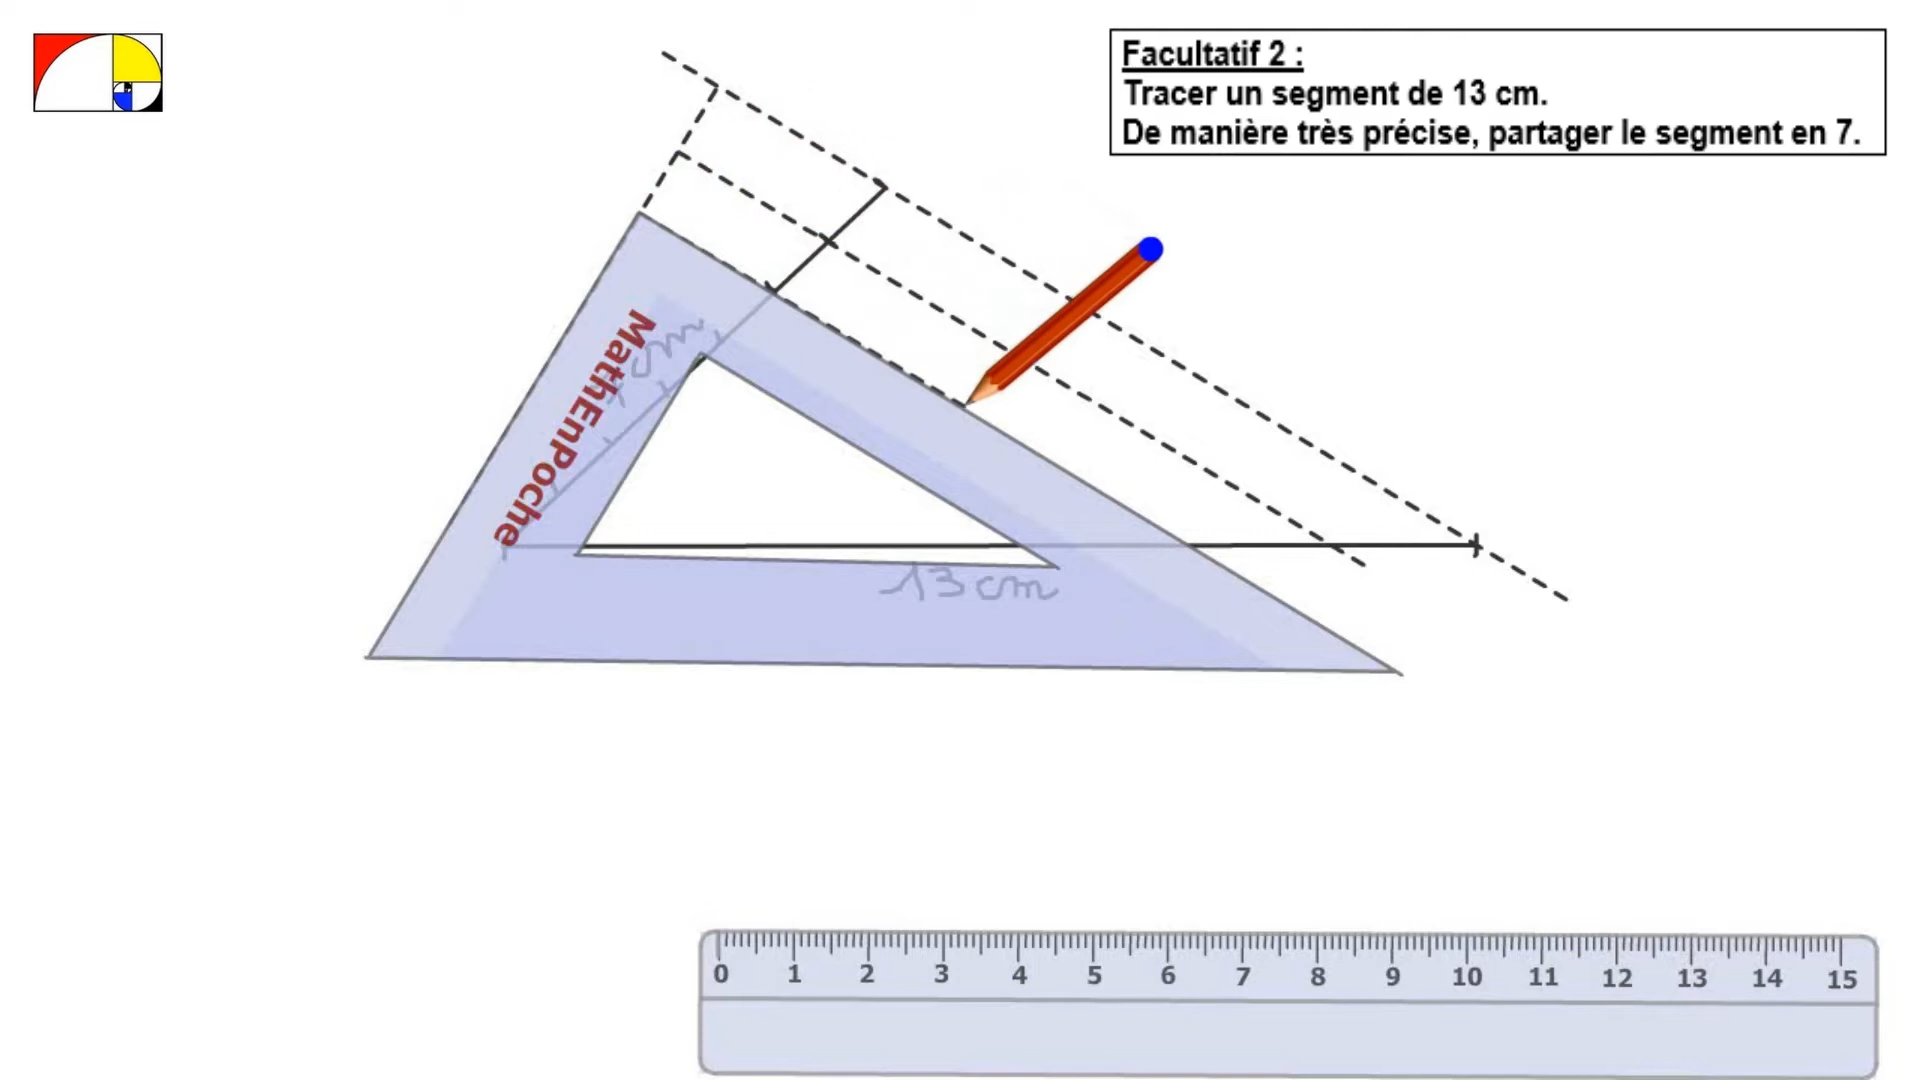 Facultatif 2 :
Tracer un segment de 13 cm.
De manière très précise, partager le segment en 7.
cm
MathEnPoche
13 cm
0 1 2 3 4 5 6 7 8 9 10 11 12 13 14 15